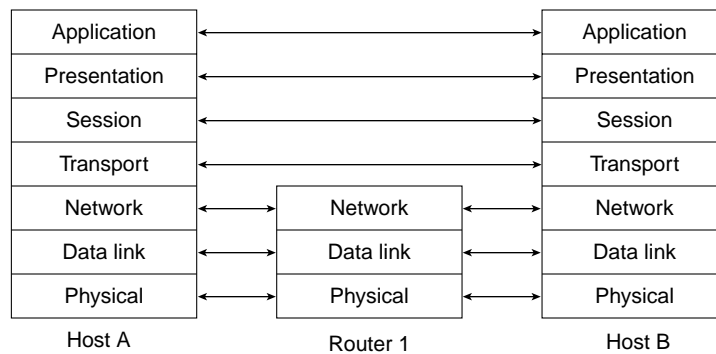 Application Application
Presentation Presentation
Session Session
Transport Transport
Network Network Network
Data link Data link Data link
Physical Physical Physical
Host A Router 1 Host B